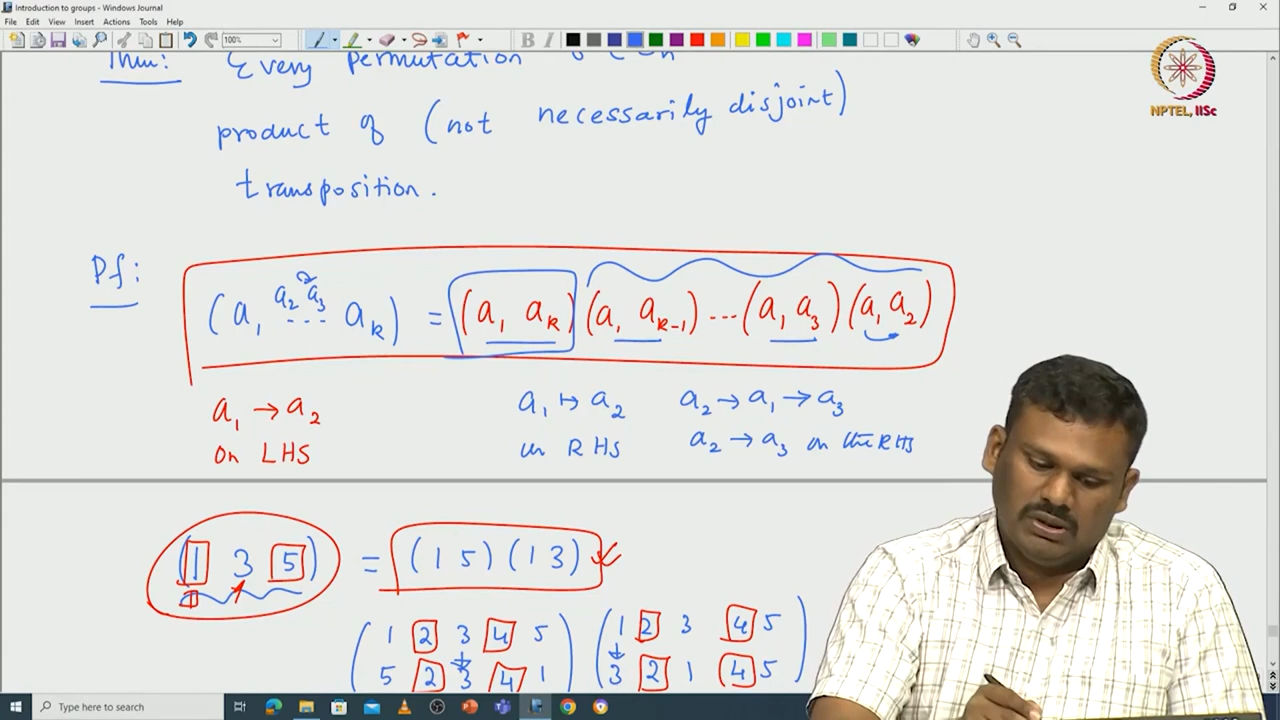 Introduction to groups - Windows Journal
File Edit View Insert Actions Tools Help
100%
B I
NPTEL, IISc
Thm: Every permutation
product of (not necessarily disjoint)
transposition.
Pf: (a1 a2 a3 ... ak) = (a1 ak)(a1 ak-1) ... (a1 a3)(a1 a2)
a1 → a2 a1 ↦ a2 a2 → a1 → a3
on LHS on RHS a2 → a3 on the RHS
(1 3 5) = (1 5)(1 3)
1 2 3 4 5 1 2 3 4 5
5 2 3 4 1 3 2 1 4 5
Type here to search